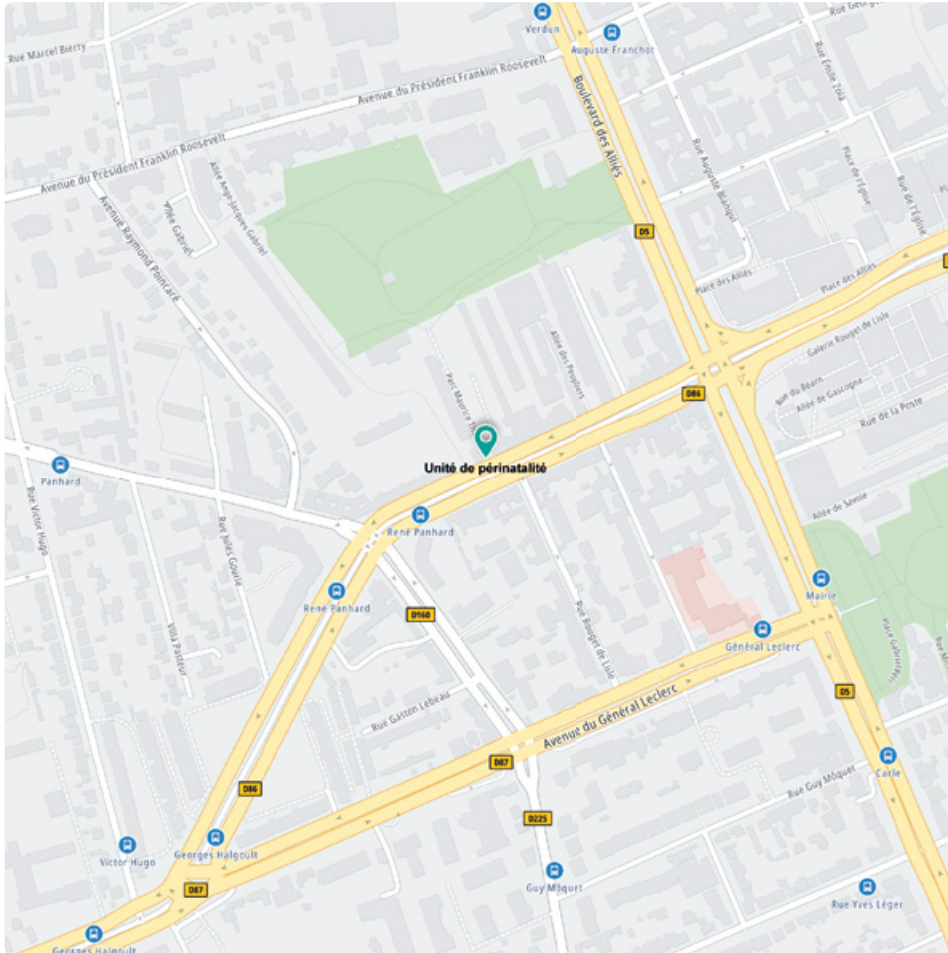 Verdun
Rue Georges
Rue Marcel Bierry
Auguste Franchot
Avenue du Président Franklin Roosevelt
Boulevard des Alliés
Rue Émile Zola
Avenue du Président Franklin Roosevelt
Allée Ange-Jacques Gabriel
Rue Auguste Blanqui
Place de l'Église
Rue de l'Église
Allée Gabriel
Avenue Raymond Poincaré
D5
Place des Alliés
Place des Alliés
Galerie Rouget de Lisle
Allée des Peupliers
Parc Maurice
D86
que du Béarn
Allée de Gascogne
Rue de la Poste
Unité de périnatalité
Panhard
Rue Victor Hugo
Rue Jules Gourie
René Panhard
Allée de Semie
René Panhard
Mairie
D160
Rue Rouget de Lisle
Général Leclerc
Villa Pasteur
Rue Gaston Lebeau
Avenue du Général Leclerc
D5
D87
Carle
Rue Guy Môquet
D86
D225
Georges Halgoult
Victor Hugo
Guy Môquet
D87
Rue Yves Léger
Georges Halgoult